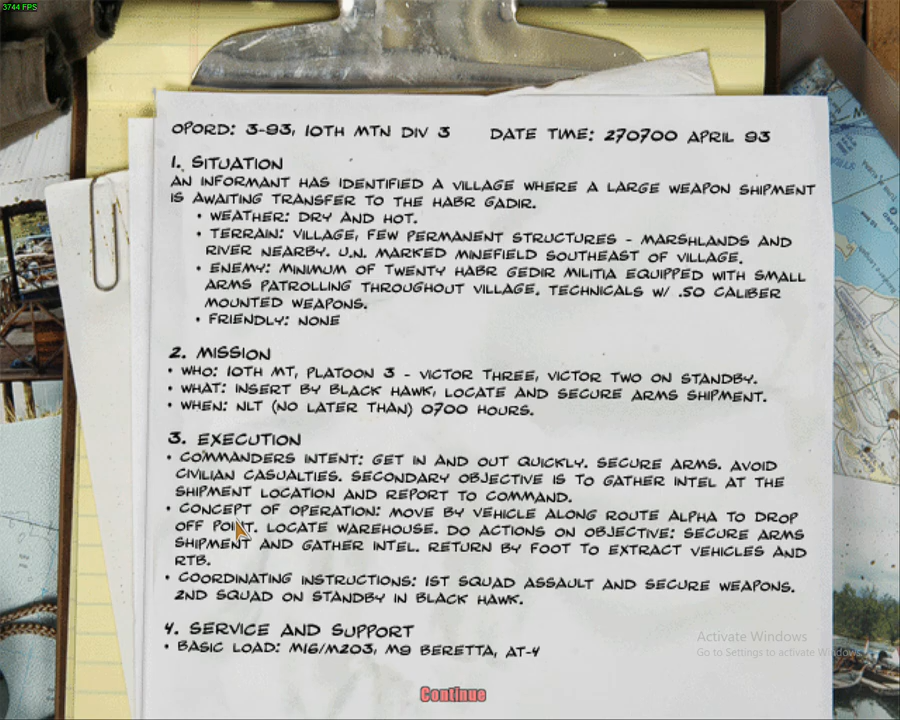 3744 FPS
OPORD: 3-93, 10TH MTN DIV 3 DATE TIME: 270700 APRIL 93
1. SITUATION
AN INFORMANT HAS IDENTIFIED A VILLAGE WHERE A LARGE WEAPON SHIPMENT
IS AWAITING TRANSFER TO THE HABR GADIR.
• WEATHER: DRY AND HOT.
• TERRAIN: VILLAGE, FEW PERMANENT STRUCTURES - MARSHLANDS AND
RIVER NEARBY. U.N. MARKED MINEFIELD SOUTHEAST OF VILLAGE.
• ENEMY: MINIMUM OF TWENTY HABR GEDIR MILITIA EQUIPPED WITH SMALL
ARMS PATROLLING THROUGHOUT VILLAGE. TECHNICALS W/ .50 CALIBER
MOUNTED WEAPONS.
• FRIENDLY: NONE
2. MISSION
• WHO: 10TH MT, PLATOON 3 - VICTOR THREE, VICTOR TWO ON STANDBY.
• WHAT: INSERT BY BLACK HAWK, LOCATE AND SECURE ARMS SHIPMENT.
• WHEN: NLT (NO LATER THAN) 0700 HOURS.
3. EXECUTION
• COMMANDERS INTENT: GET IN AND OUT QUICKLY. SECURE ARMS. AVOID
CIVILIAN CASUALTIES. SECONDARY OBJECTIVE IS TO GATHER INTEL AT THE
SHIPMENT LOCATION AND REPORT TO COMMAND.
• CONCEPT OF OPERATION: MOVE BY VEHICLE ALONG ROUTE ALPHA TO DROP
OFF POINT. LOCATE WAREHOUSE. DO ACTIONS ON OBJECTIVE: SECURE ARMS
SHIPMENT AND GATHER INTEL. RETURN BY FOOT TO EXTRACT VEHICLES AND
RTB.
• COORDINATING INSTRUCTIONS: 1ST SQUAD ASSAULT AND SECURE WEAPONS.
2ND SQUAD ON STANDBY IN BLACK HAWK.
4. SERVICE AND SUPPORT
• BASIC LOAD: M16/M203, M9 BERETTA, AT-4
Activate Windows
Go to Settings to activate Windows.
Continue